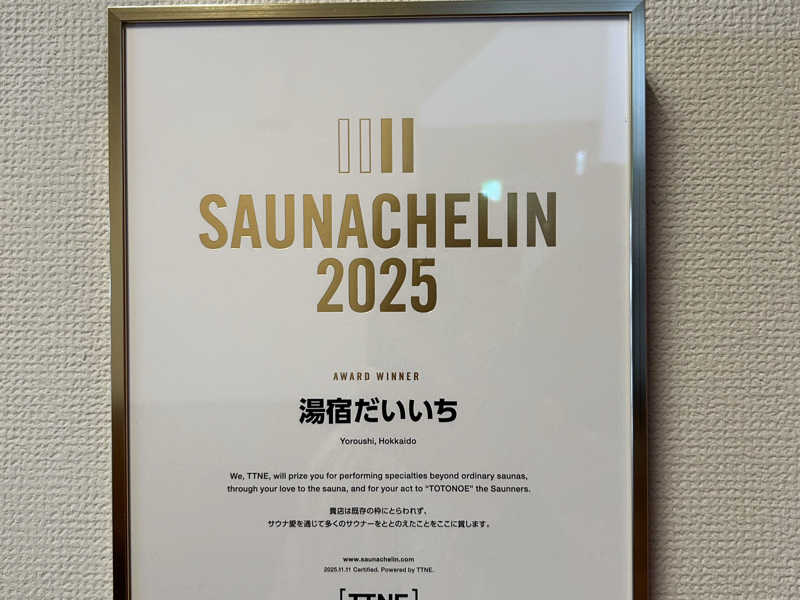 SAUNACHELIN
2025
AWARD WINNER
湯宿だいいち
Yoroushi, Hokkaido
We, TTNE, will prize you for performing specialties beyond ordinary saunas,
through your love to the sauna, and for your act to “TOTONOE” the Saunners.
貴店は既存の枠にとらわれず、
サウナ愛を通じて多くのサウナーをととのえたことをここに賞します。
www.saunachelin.com
2025.11.11 Certified. Powered by TTNE.
[TTNE]